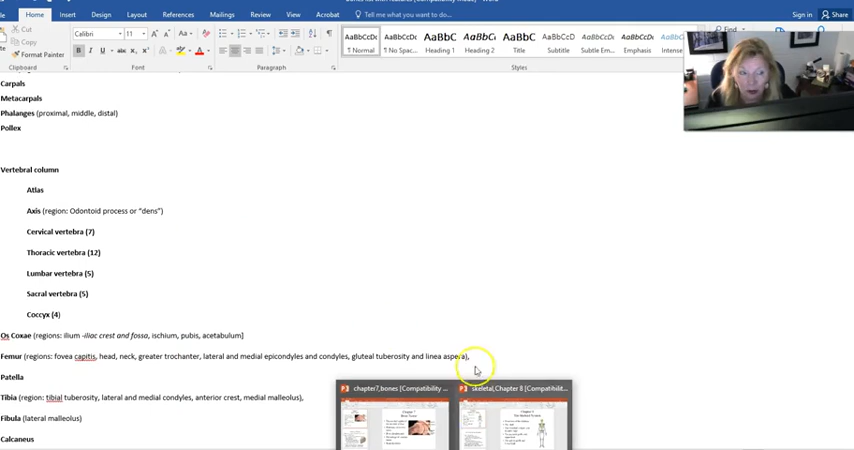 Home Insert Design Layout References Mailings Review View Acrobat Tell me what you want to do... Sign in Share
Cut Calibri 11 AaBbCcDc AaBbCcDc AaBbC AaBbCc AaBbC AaBbCcD AaBbCcDc AaBbCcDc AaBbCcDc Find
Copy
Format Painter ¶ Normal ¶ No Spac... Heading 1 Heading 2 Title Subtitle Subtle Em... Emphasis Intense
Clipboard Font Paragraph Styles
Carpals
Metacarpals
Phalanges (proximal, middle, distal)
Pollex
Vertebral column
Atlas
Axis (region: Odontoid process or “dens”)
Cervical vertebra (7)
Thoracic vertebra (12)
Lumbar vertebra (5)
Sacral vertebra (5)
Coccyx (4)
Os Coxae (regions: ilium -iliac crest and fossa, ischium, pubis, acetabulum]
Femur (regions: fovea capitis, head, neck, greater trochanter, lateral and medial epicondyles and condyles, gluteal tuberosity and linea aspera),
Patella
Tibia (region: tibial tuberosity, lateral and medial condyles, anterior crest, medial malleolus),
Fibula (lateral malleolus)
Calcaneus
chapter7,bones [Compatibility ... skeletal,Chapter 8 [Compatibilit...